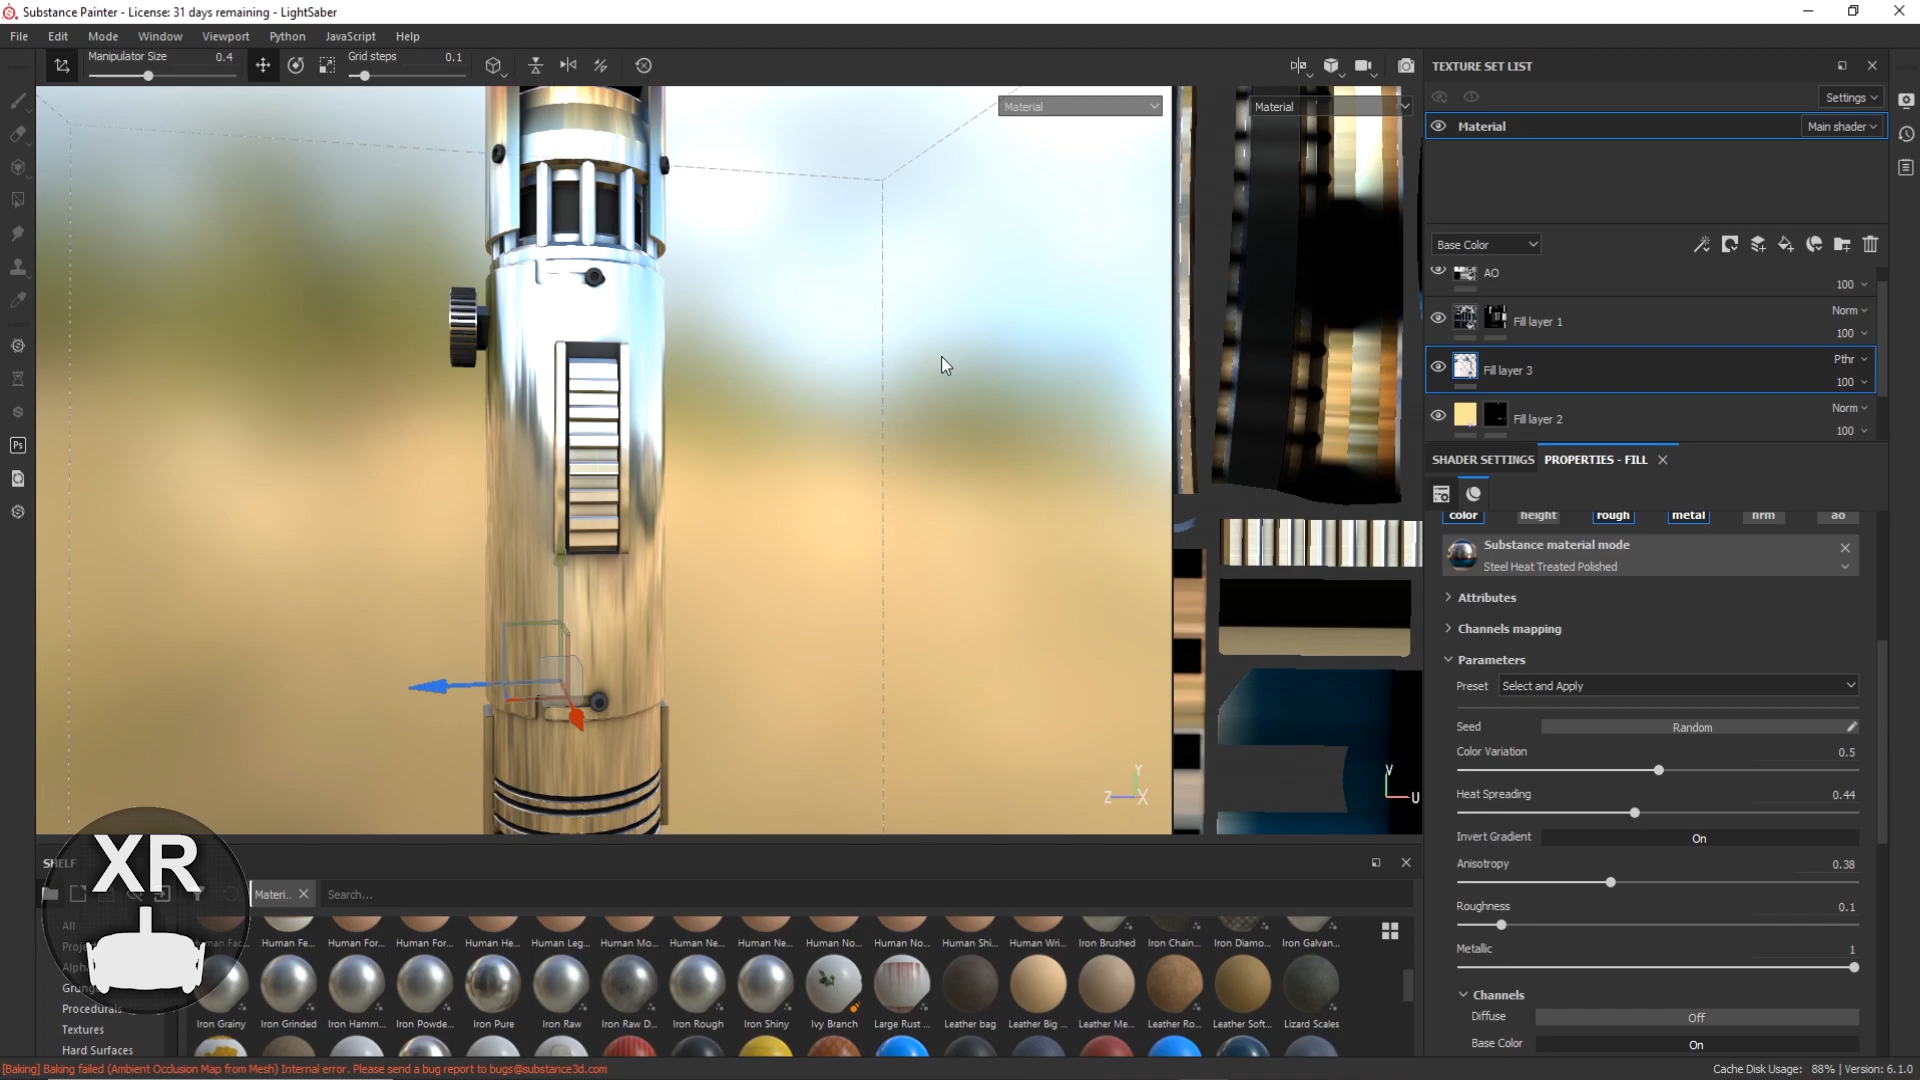 Substance Painter - License: 31 days remaining - LightSaber
File Edit Mode Window Viewport Python JavaScript Help
Manipulator Size 0.4
Grid steps 0.1
Material
Material
Y
Z X
V
U
TEXTURE SET LIST
Settings
Material Main shader
Base Color
AO
100
Fill layer 1 Norm
100
Fill layer 3 Pthr
100
Fill layer 2 Norm
100
SHADER SETTINGS PROPERTIES - FILL
color height rough metal nrm ao
Substance material mode
Steel Heat Treated Polished
Attributes
Channels mapping
Parameters
Preset Select and Apply
Seed Random
Color Variation 0.5
Heat Spreading 0.44
Invert Gradient On
Anisotropy 0.38
Roughness 0.1
Metallic 1
Channels
Diffuse Off
Base Color On
SHELF
XR
Materi.. Search...
All
Procedurals
Textures
Hard Surfaces
Human Fe... Human For... Human For... Human He... Human Leg... Human Mo... Human Ne... Human Ne... Human No... Human No... Human Shi... Human Wri... Iron Brushed Iron Chain... Iron Diamo... Iron Galvan...
Iron Grainy Iron Grinded Iron Hamm... Iron Powde... Iron Pure Iron Raw Iron Raw D... Iron Rough Iron Shiny Ivy Branch Large Rust ... Leather bag Leather Big ... Leather Me... Leather Ro... Leather Soft... Lizard Scales
[Baking] Baking failed (Ambient Occlusion Map from Mesh) Internal error. Please send a bug report to bugs@substance3d.com
Cache Disk Usage: 88% | Version: 6.1.0